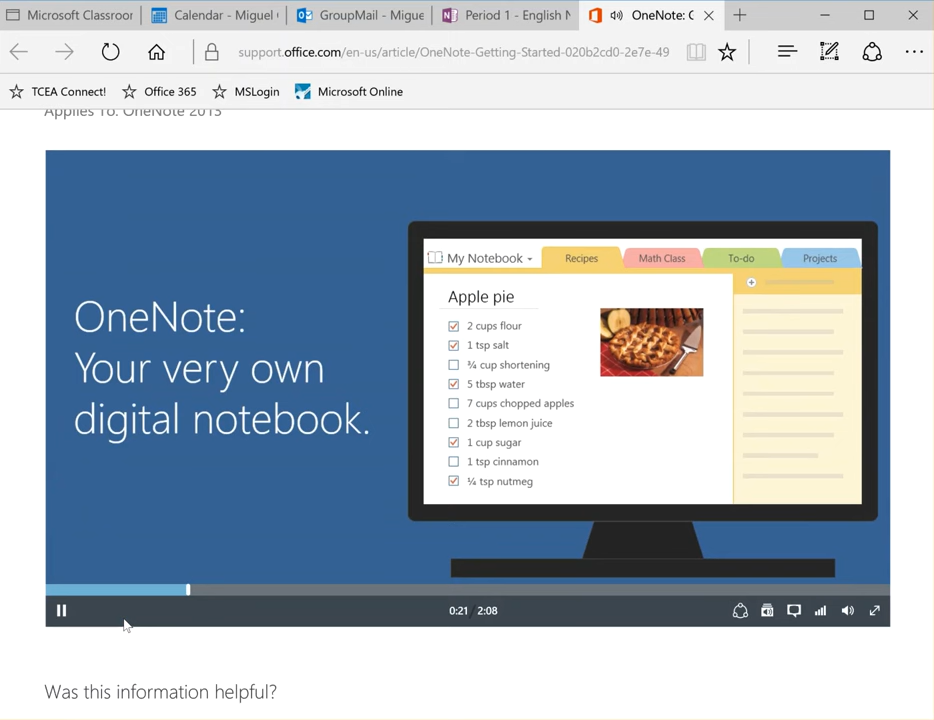 Microsoft Classroor
Calendar - Miguel
GroupMail - Migue
Period 1 - English N
OneNote: G
support.office.com/en-us/article/OneNote-Getting-Started-020b2cd0-2e7e-49
TCEA Connect!
Office 365
MSLogin
Microsoft Online
Applies To: OneNote 2013
OneNote:
Your very own
digital notebook.
My Notebook
Recipes
Math Class
To-do
Projects
Apple pie
2 cups flour
1 tsp salt
¾ cup shortening
5 tbsp water
7 cups chopped apples
2 tbsp lemon juice
1 cup sugar
1 tsp cinnamon
¼ tsp nutmeg
0:21 / 2:08
Was this information helpful?